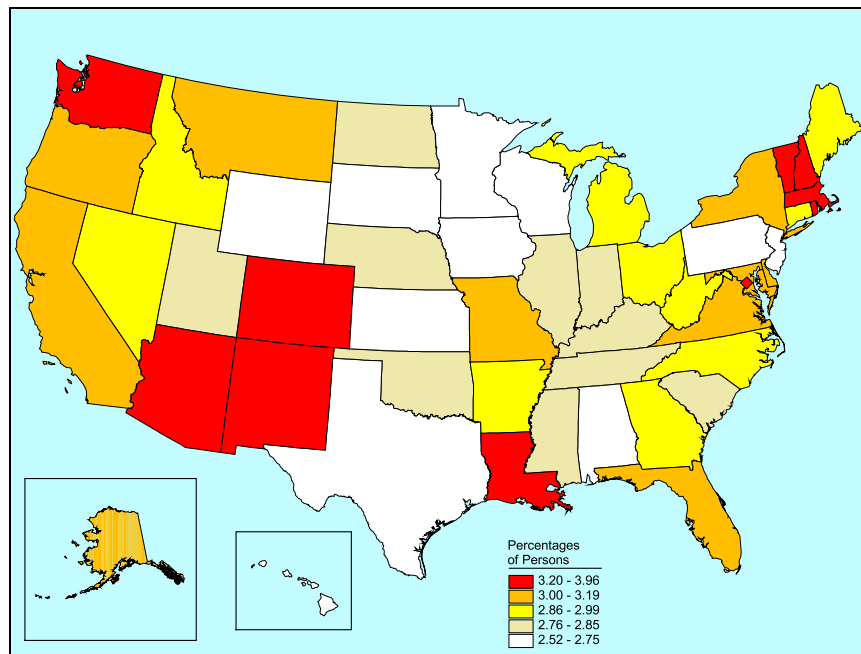 Percentages
of Persons
3.20 - 3.96
3.00 - 3.19
2.86 - 2.99
2.76 - 2.85
2.52 - 2.75